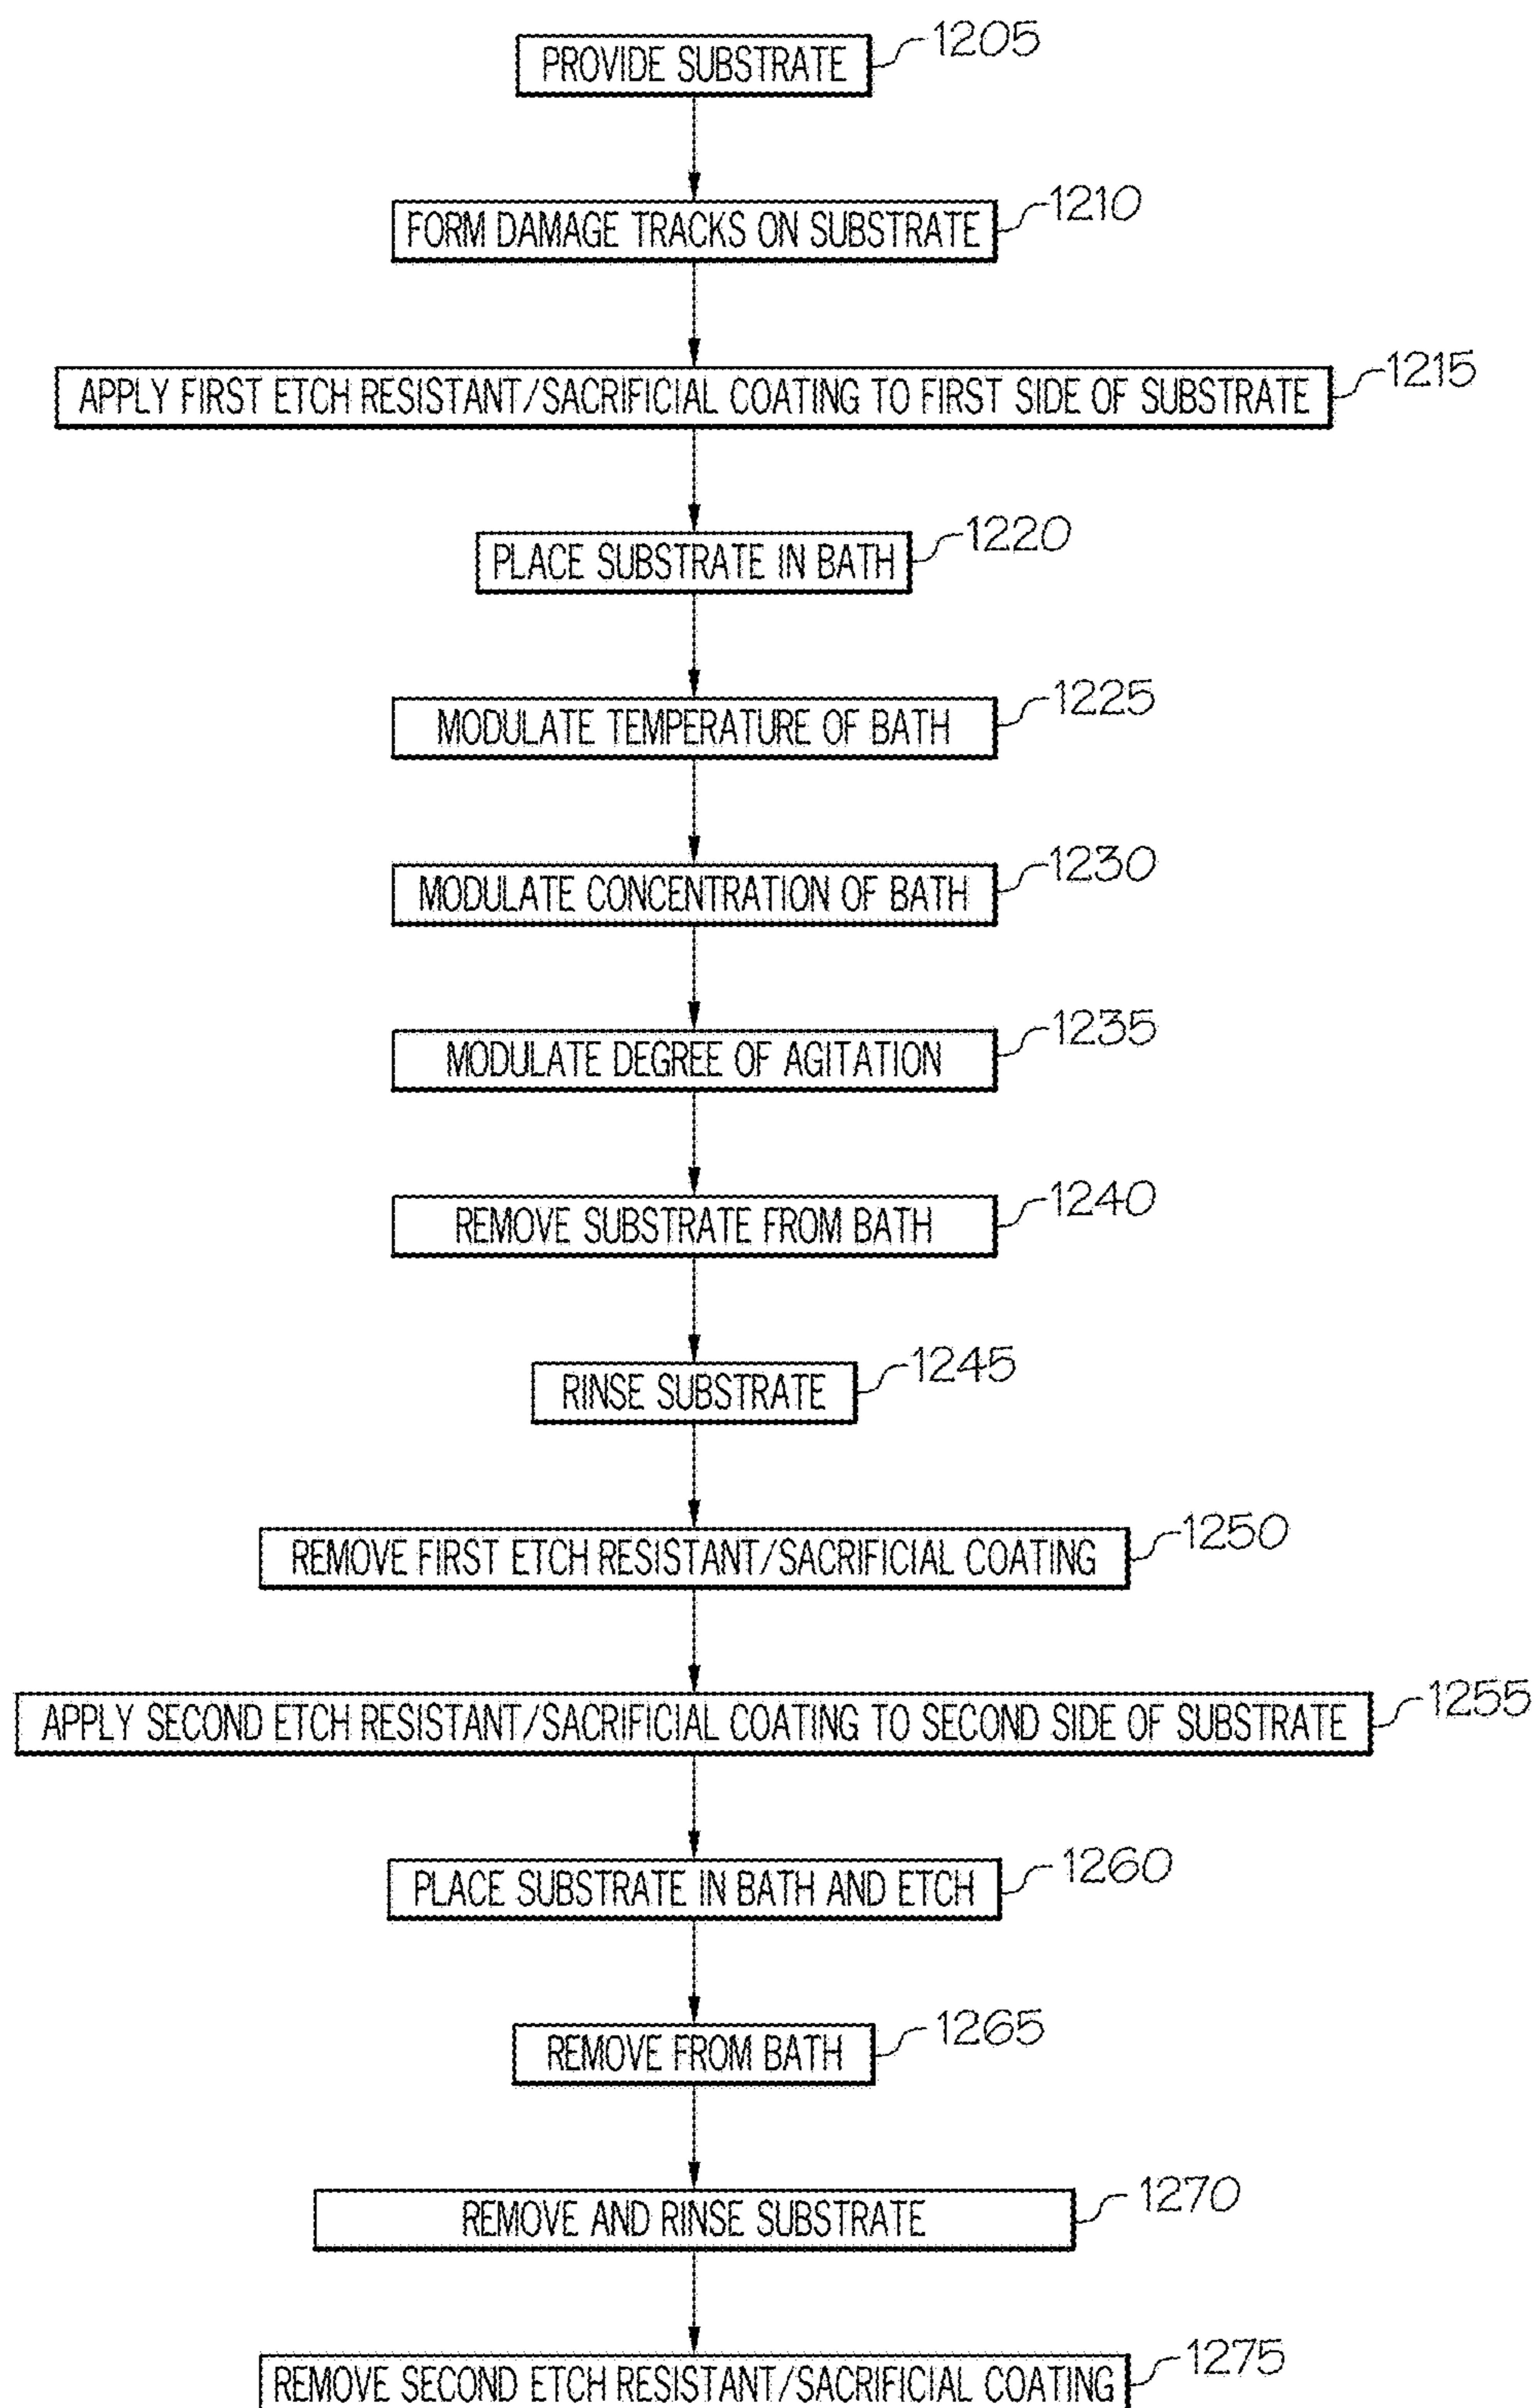 PROVIDE SUBSTRATE 1205
FORM DAMAGE TRACKS ON SUBSTRATE 1210
APPLY FIRST ETCH RESISTANT/SACRIFICIAL COATING TO FIRST SIDE OF SUBSTRATE 1215
PLACE SUBSTRATE IN BATH 1220
MODULATE TEMPERATURE OF BATH 1225
MODULATE CONCENTRATION OF BATH 1230
MODULATE DEGREE OF AGITATION 1235
REMOVE SUBSTRATE FROM BATH 1240
RINSE SUBSTRATE 1245
REMOVE FIRST ETCH RESISTANT/SACRIFICIAL COATING 1250
APPLY SECOND ETCH RESISTANT/SACRIFICIAL COATING TO SECOND SIDE OF SUBSTRATE 1255
PLACE SUBSTRATE IN BATH AND ETCH 1260
REMOVE FROM BATH 1265
REMOVE AND RINSE SUBSTRATE 1270
REMOVE SECOND ETCH RESISTANT/SACRIFICIAL COATING 1275